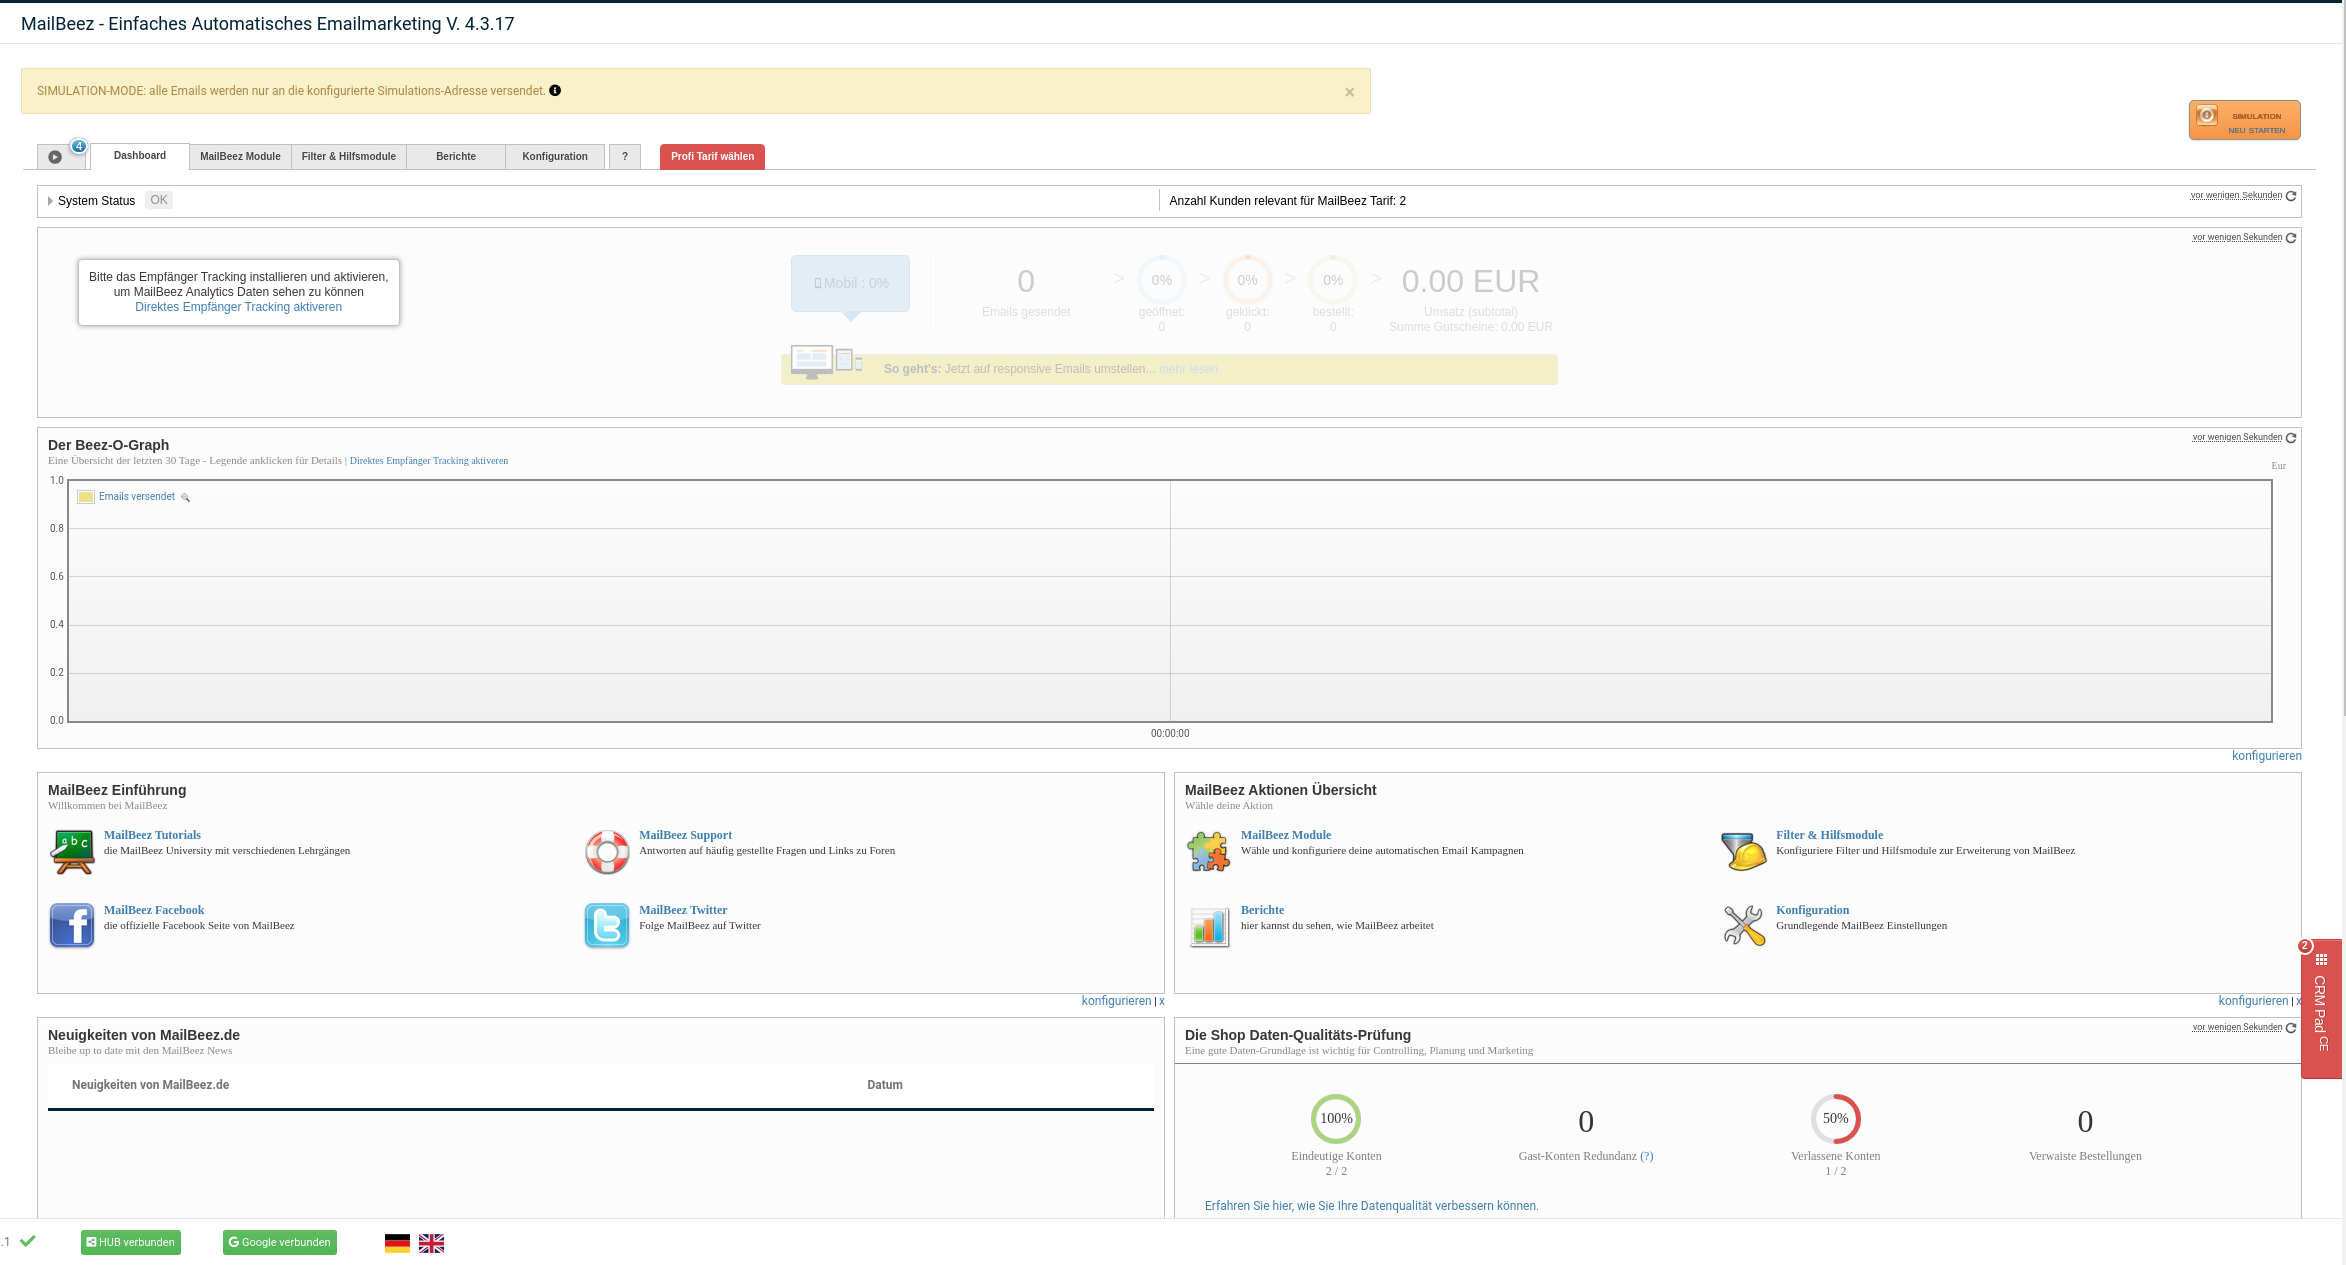 MailBeez - Einfaches Automatisches Emailmarketing V. 4.3.17
SIMULATION-MODE: alle Emails werden nur an die konfigurierte Simulations-Adresse versendet.
×
SIMULATION
NEU STARTEN
4
Dashboard
MailBeez Module
Filter & Hilfsmodule
Berichte
Konfiguration
?
Profi Tarif wählen
System Status OK
Anzahl Kunden relevant für MailBeez Tarif: 2
vor wenigen Sekunden
vor wenigen Sekunden
Bitte das Empfänger Tracking installieren und aktivieren,
um MailBeez Analytics Daten sehen zu können
Direktes Empfänger Tracking aktivieren
Mobil : 0%
0
Emails gesendet
>
0%
geöffnet:
0
>
0%
geklickt:
0
>
0%
bestellt:
0
>
0.00 EUR
Umsatz (subtotal)
Summe Gutscheine: 0.00 EUR
So geht's: Jetzt auf responsive Emails umstellen... mehr lesen
Der Beez-O-Graph
vor wenigen Sekunden
Eine Übersicht der letzten 30 Tage - Legende anklicken für Details | Direktes Empfänger Tracking aktivieren
Eur
1.0
Emails versendet
0.8
0.6
0.4
0.2
0.0
00:00:00
konfigurieren
MailBeez Einführung
Willkommen bei MailBeez
MailBeez Tutorials
die MailBeez University mit verschiedenen Lehrgängen
MailBeez Support
Antworten auf häufig gestellte Fragen und Links zu Foren
MailBeez Facebook
die offizielle Facebook Seite von MailBeez
MailBeez Twitter
Folge MailBeez auf Twitter
konfigurieren | x
MailBeez Aktionen Übersicht
Wähle deine Aktion
MailBeez Module
Wähle und konfiguriere deine automatischen Email Kampagnen
Filter & Hilfsmodule
Konfiguriere Filter und Hilfsmodule zur Erweiterung von MailBeez
Berichte
hier kannst du sehen, wie MailBeez arbeitet
Konfiguration
Grundlegende MailBeez Einstellungen
konfigurieren | x
2
CRM Pad CE
Neuigkeiten von MailBeez.de
Bleibe up to date mit den MailBeez News
Neuigkeiten von MailBeez.de
Datum
Die Shop Daten-Qualitäts-Prüfung
vor wenigen Sekunden
Eine gute Daten-Grundlage ist wichtig für Controlling, Planung und Marketing
100%
Eindeutige Konten
2 / 2
0
Gast-Konten Redundanz (?)
50%
Verlassene Konten
1 / 2
0
Verwaiste Bestellungen
Erfahren Sie hier, wie Sie Ihre Datenqualität verbessern können.
.1
HUB verbunden
Google verbunden